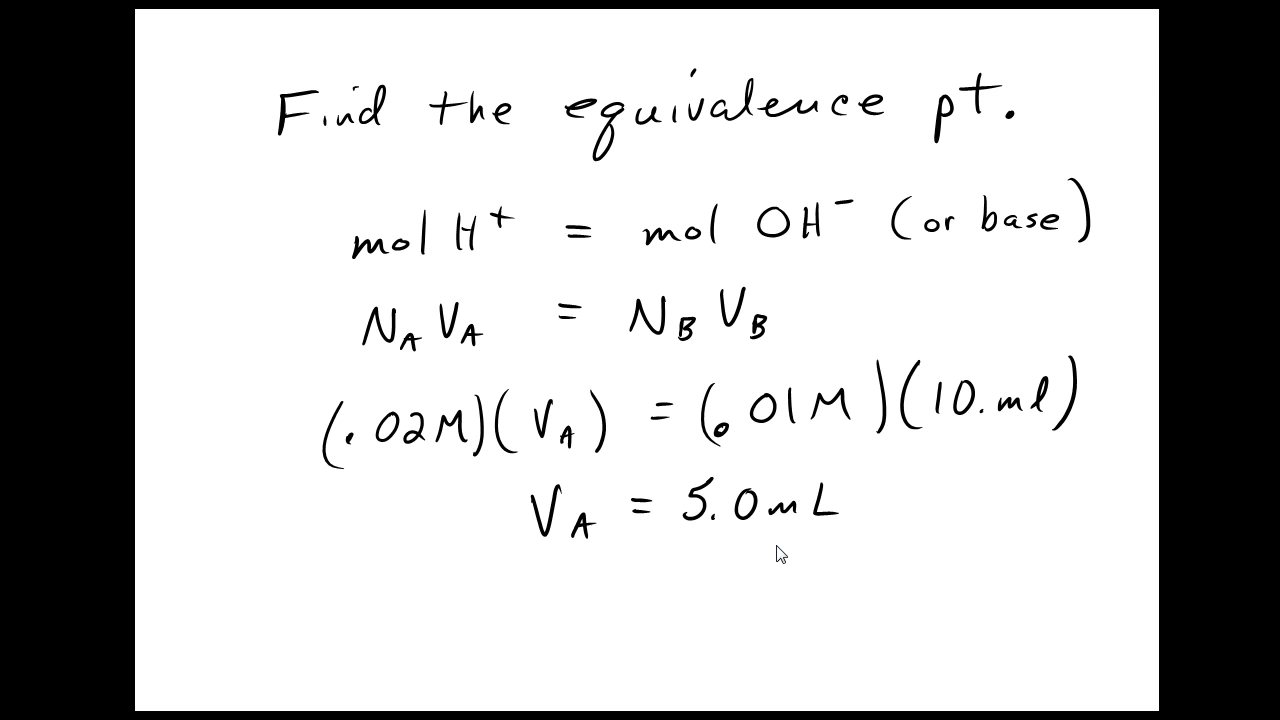 Find the equivalence pt.
mol H⁺ = mol OH⁻ (or base)
N_A V_A = N_B V_B
(.02M)(V_A) = (.01M)(10.ml)
V_A = 5.0mL